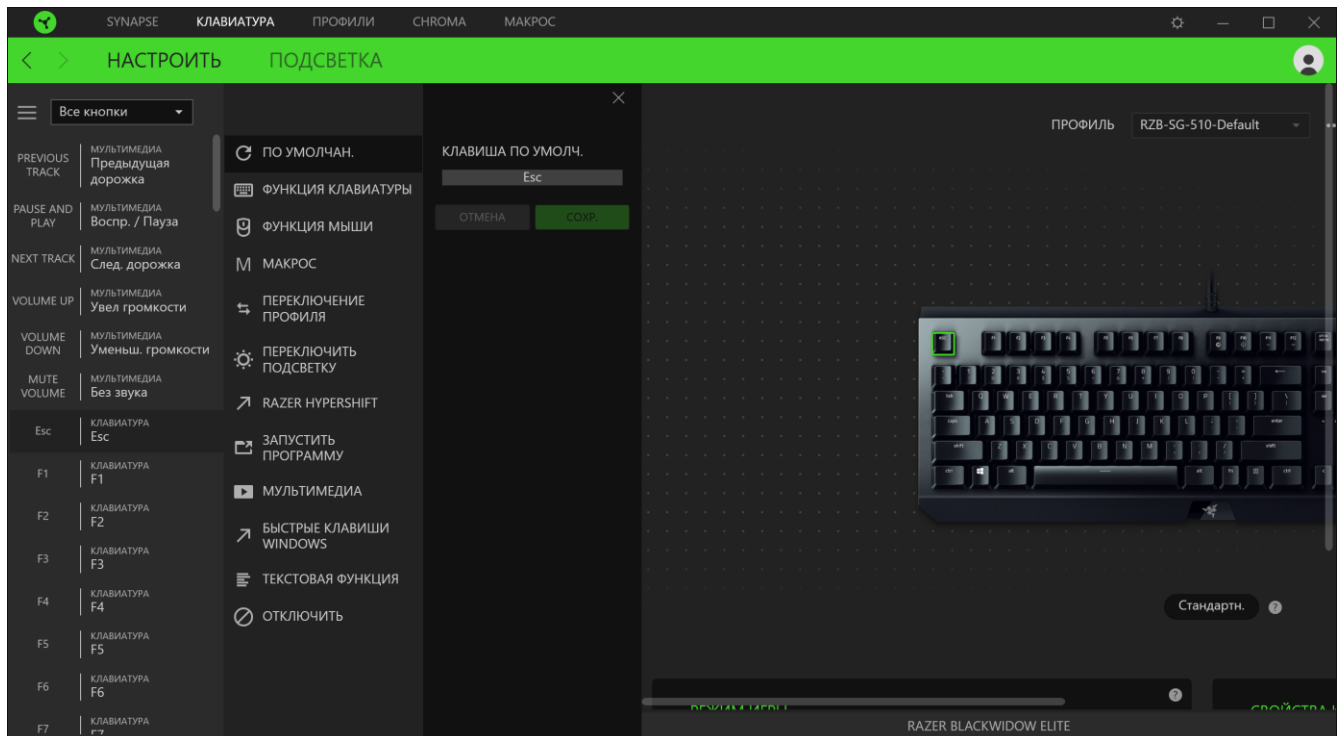 SYNAPSE КЛАВИАТУРА ПРОФИЛИ CHROMA МАКРОС
НАСТРОИТЬ ПОДСВЕТКА
Все кнопки
PREVIOUS TRACK
МУЛЬТИМЕДИА
Предыдущая
дорожка
PAUSE AND
PLAY
МУЛЬТИМЕДИА
Воспр. / Пауза
NEXT TRACK
МУЛЬТИМЕДИА
След. дорожка
VOLUME UP
МУЛЬТИМЕДИА
Увел громкости
VOLUME
DOWN
МУЛЬТИМЕДИА
Уменьш. громкости
MUTE
VOLUME
МУЛЬТИМЕДИА
Без звука
Esc
КЛАВИАТУРА
Esc
F1
КЛАВИАТУРА
F1
F2
КЛАВИАТУРА
F2
F3
КЛАВИАТУРА
F3
F4
КЛАВИАТУРА
F4
F5
КЛАВИАТУРА
F5
F6
КЛАВИАТУРА
F6
F7
КЛАВИАТУРА
F7
ПО УМОЛЧАН.
ФУНКЦИЯ КЛАВИАТУРЫ
ФУНКЦИЯ МЫШИ
МАКРОС
ПЕРЕКЛЮЧЕНИЕ
ПРОФИЛЯ
ПЕРЕКЛЮЧИТЬ
ПОДСВЕТКУ
RAZER HYPERSHIFT
ЗАПУСТИТЬ
ПРОГРАММУ
МУЛЬТИМЕДИА
БЫСТРЫЕ КЛАВИШИ
WINDOWS
ТЕКСТОВАЯ ФУНКЦИЯ
ОТКЛЮЧИТЬ
КЛАВИША ПО УМОЛЧ.
Esc
ОТМЕНА СОХР.
ПРОФИЛЬ RZB-SG-510-Default
Стандартн.
РЕЖИМ ИГРЫ
СВОЙСТВА
RAZER BLACKWIDOW ELITE